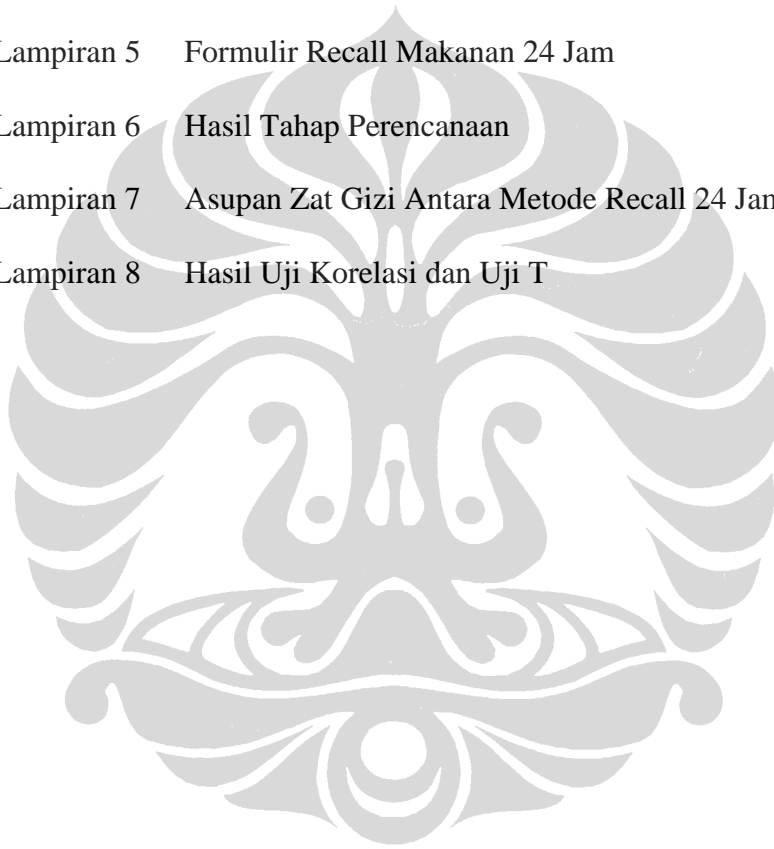 Lampiran 5 Formulir Recall Makanan 24 Jam
Lampiran 6 Hasil Tahap Perencanaan
Lampiran 7 Asupan Zat Gizi Antara Metode Recall 24 Jam
Lampiran 8 Hasil Uji Korelasi dan Uji T